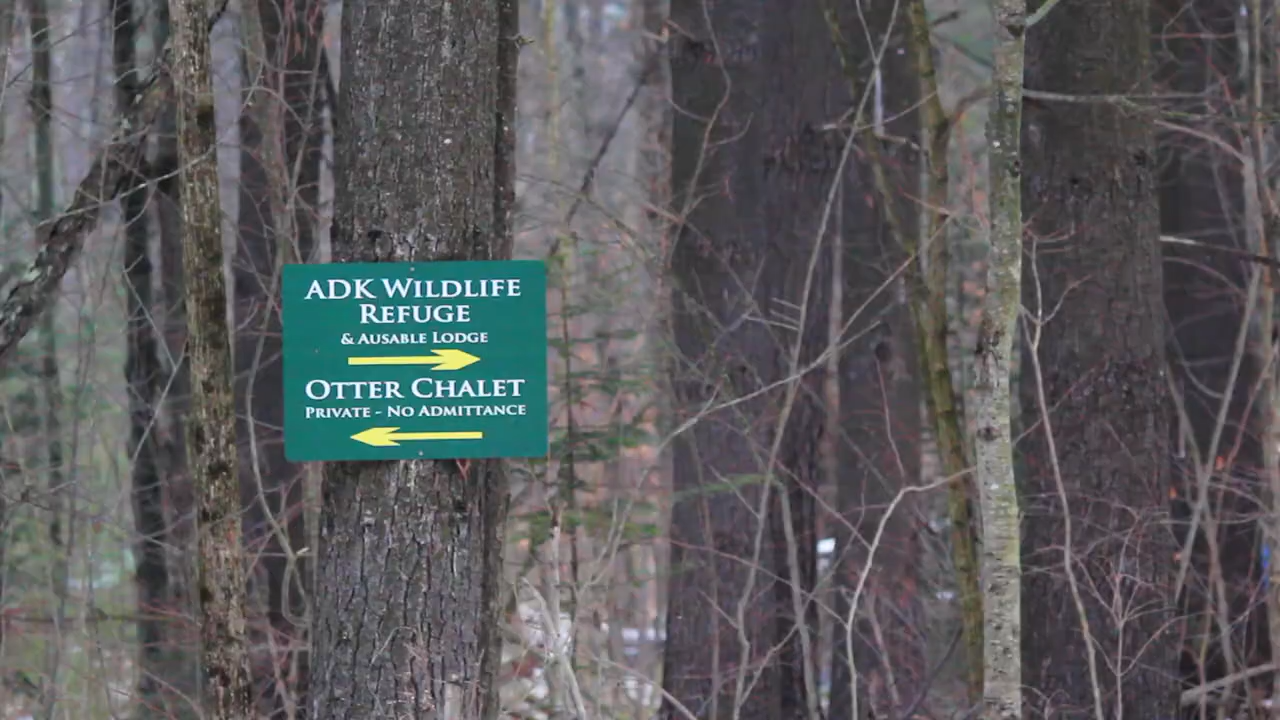 ADK WILDLIFE
REFUGE
& AUSABLE LODGE
OTTER CHALET
PRIVATE - NO ADMITTANCE